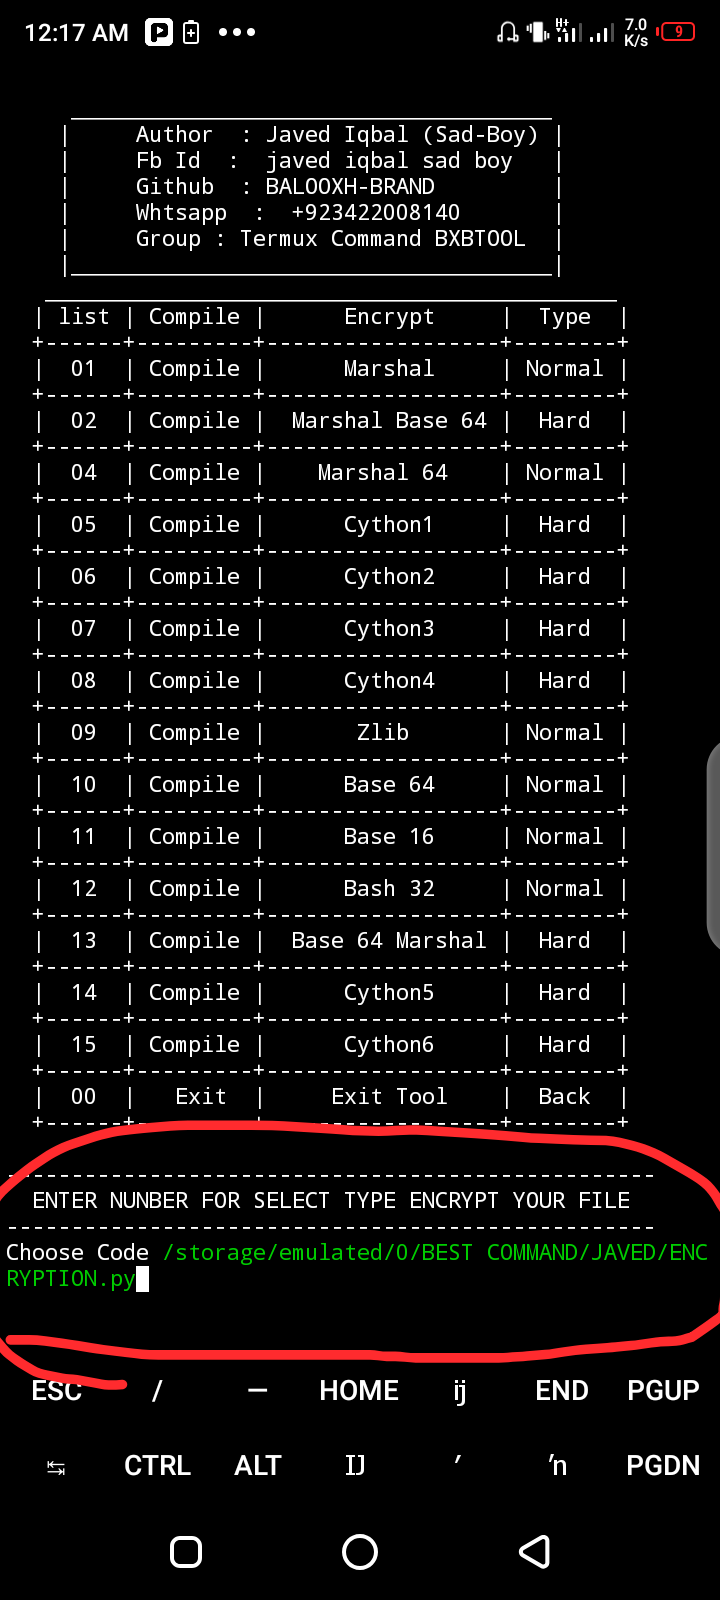 12:17 AM P H+ 7.0 K/s 9
Author : Javed Iqbal (Sad-Boy)
Fb Id : javed iqbal sad boy
Github : BALOOXH-BRAND
Whtsapp : +923422008140
Group : Termux Command BXBTOOL
| list | Compile | Encrypt | Type |
| 01 | Compile | Marshal | Normal |
| 02 | Compile | Marshal Base 64 | Hard |
| 04 | Compile | Marshal 64 | Normal |
| 05 | Compile | Cython1 | Hard |
| 06 | Compile | Cython2 | Hard |
| 07 | Compile | Cython3 | Hard |
| 08 | Compile | Cython4 | Hard |
| 09 | Compile | Zlib | Normal |
| 10 | Compile | Base 64 | Normal |
| 11 | Compile | Base 16 | Normal |
| 12 | Compile | Bash 32 | Normal |
| 13 | Compile | Base 64 Marshal | Hard |
| 14 | Compile | Cython5 | Hard |
| 15 | Compile | Cython6 | Hard |
| 00 | Exit | Exit Tool | Back |
ENTER NUNBER FOR SELECT TYPE ENCRYPT YOUR FILE
Choose Code /storage/emulated/0/BEST COMMAND/JAVED/ENC
RYPTION.py
ESC / — HOME ĳ END PGUP
↹ CTRL ALT Ĳ ′ ŉ PGDN